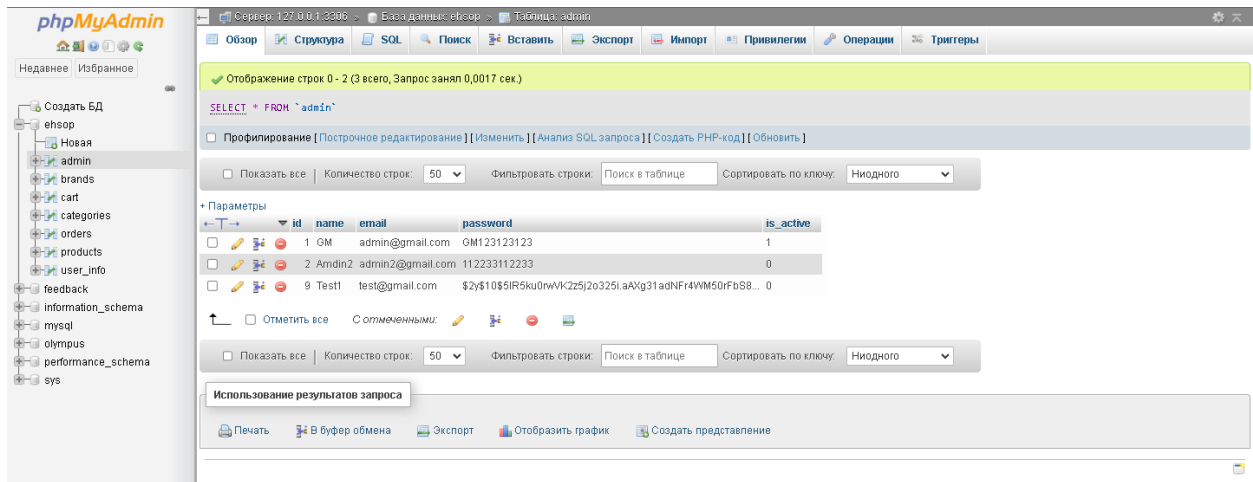 phpMyAdmin
Недавнее Избранное
Создать БД
ehsop
Новая
admin
brands
cart
categories
orders
products
user_info
feedback
information_schema
mysql
olympus
performance_schema
sys
Сервер: 127.0.0.1:3306 » База данных: ehsop » Таблица: admin
Обзор Структура SQL Поиск Вставить Экспорт Импорт Привилегии Операции Триггеры
Отображение строк 0 - 2 (3 всего, Запрос занял 0,0017 сек.)
SELECT * FROM `admin`
Профилирование [ Построчное редактирование ] [ Изменить ] [ Анализ SQL запроса ] [ Создать PHP-код ] [ Обновить ]
Показать все | Количество строк: 50 Фильтровать строки: Поиск в таблице Сортировать по ключу: Ниодного
+ Параметры
←T→ id name email password is_active
1 GM admin@gmail.com GM123123123 1
2 Amdin2 admin2@gmail.com 112233112233 0
9 Test1 test@gmail.com 0
Отметить все С отмеченными:
Показать все | Количество строк: 50 Фильтровать строки: Поиск в таблице Сортировать по ключу: Ниодного
Использование результатов запроса
Печать В буфер обмена Экспорт Отобразить график Создать представление